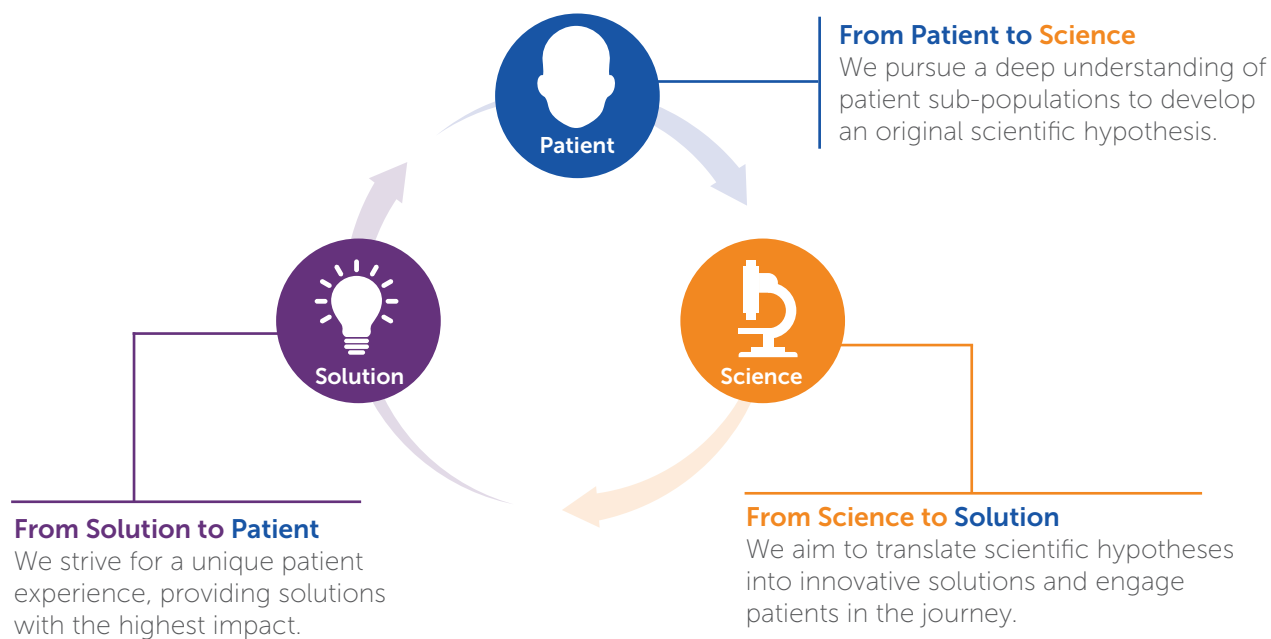 Patient
From Patient to Science
We pursue a deep understanding of
patient sub-populations to develop
an original scientific hypothesis.
Science
From Science to Solution
We aim to translate scientific hypotheses
into innovative solutions and engage
patients in the journey.
Solution
From Solution to Patient
We strive for a unique patient
experience, providing solutions
with the highest impact.